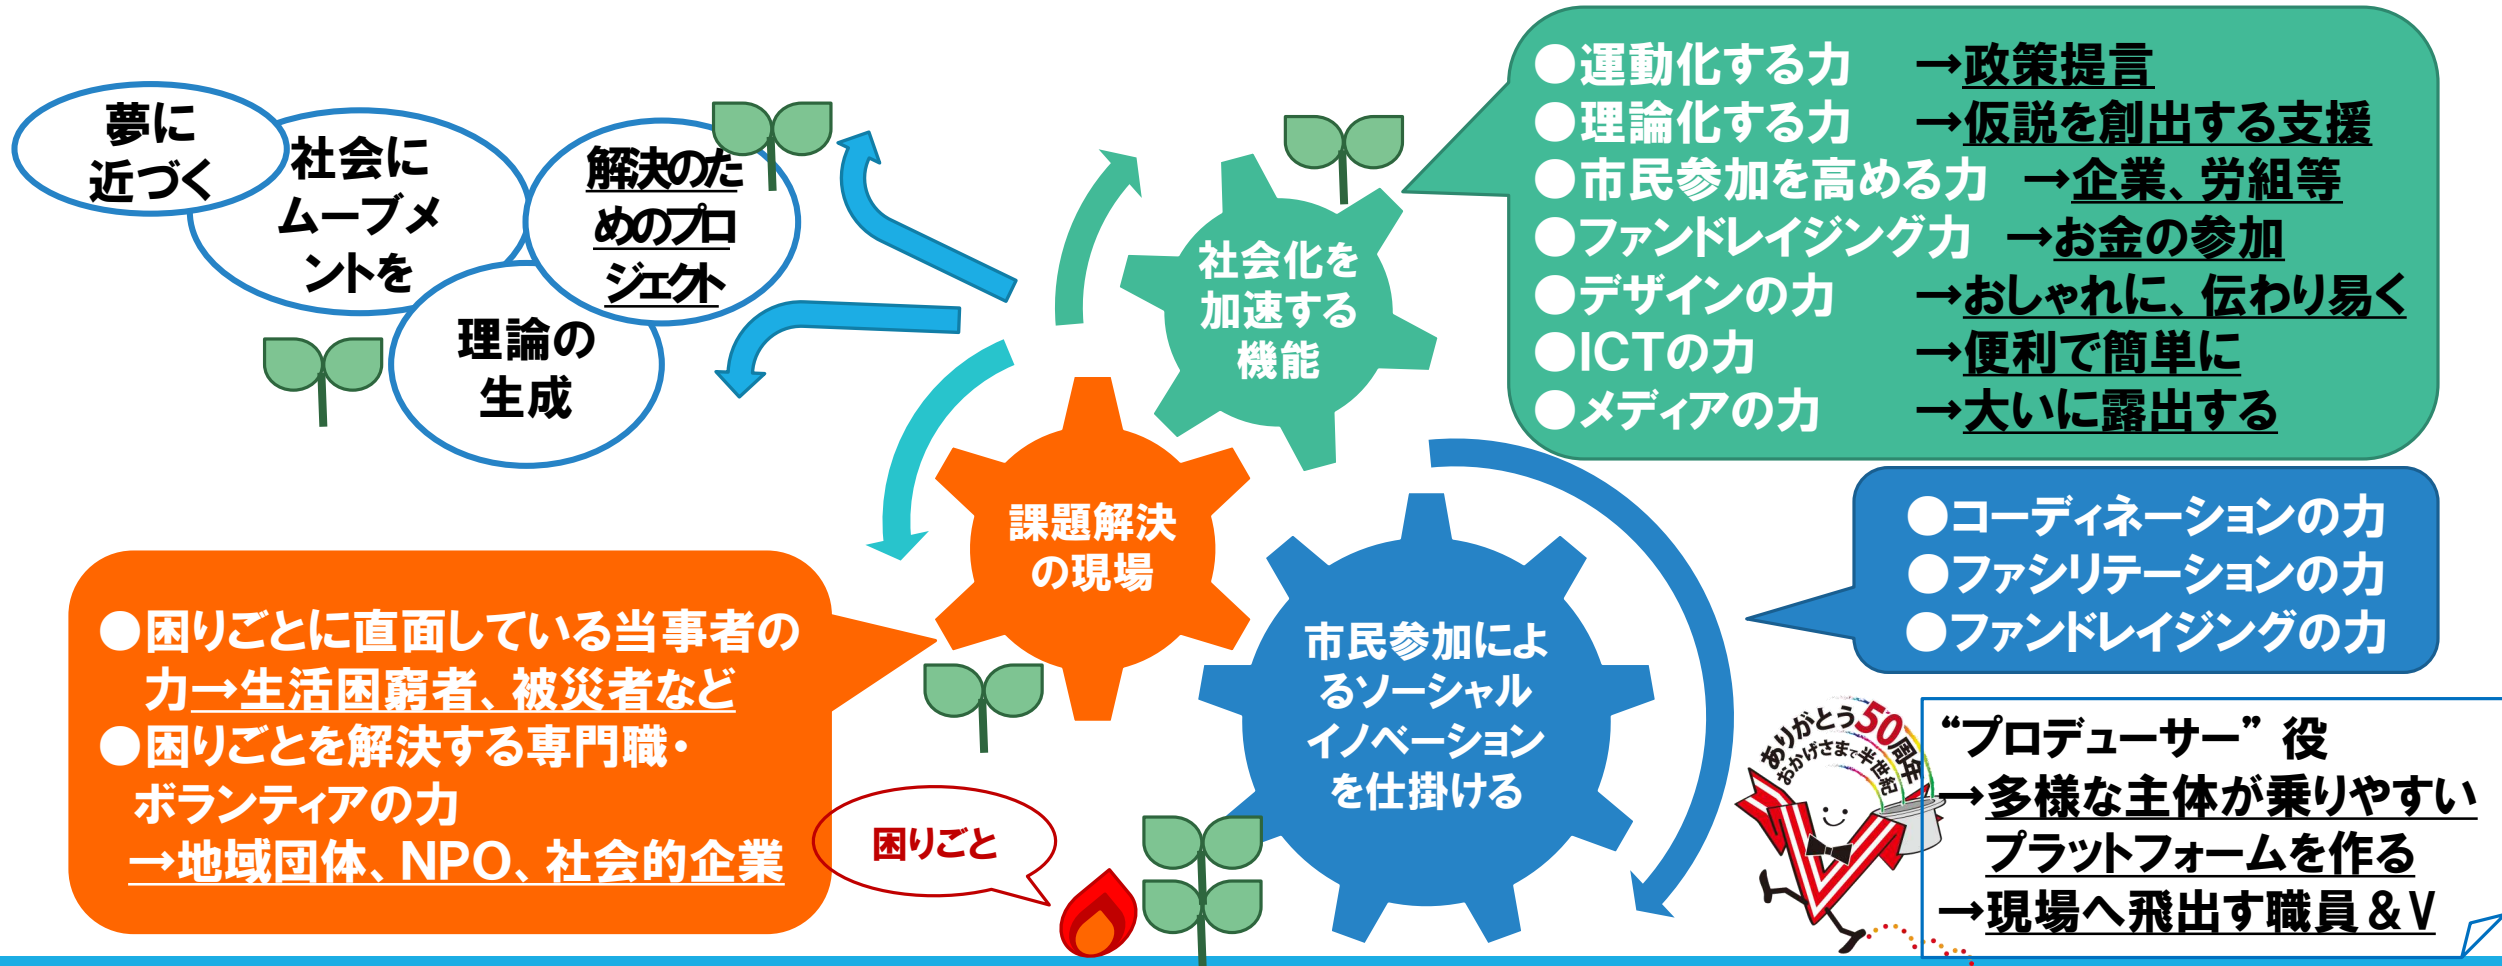 夢に
近づく
社会に
ムーブメ
ントを
解決のた
めのプロ
ジェクト
理論の
生成
社会化を
加速する
機能
●運動化する力 →政策提言
●理論化する力 →仮説を創出する支援
●市民参加を高める力 →企業、労組等
●ファンドレイジング力 →お金の参加
●デザインの力 →おしゃれに、伝わり易く
●ICTの力 →便利で簡単に
●メディアの力 →大いに露出する
課題解決
の現場
●困りごとに直面している当事者の
力→生活困窮者、被災者など
●困りごとを解決する専門職・
ボランティアの力
→地域団体、NPO、社会的企業
困りごと
市民参加によ
るソーシャル
イノベーション
を仕掛ける
●コーディネーションの力
●ファシリテーションの力
●ファンドレイジングの力
ありがとう50周年
おかげさまで半世紀
“プロデューサー”役
→多様な主体が乗りやすい
プラットフォームを作る
→現場へ飛出す職員&V